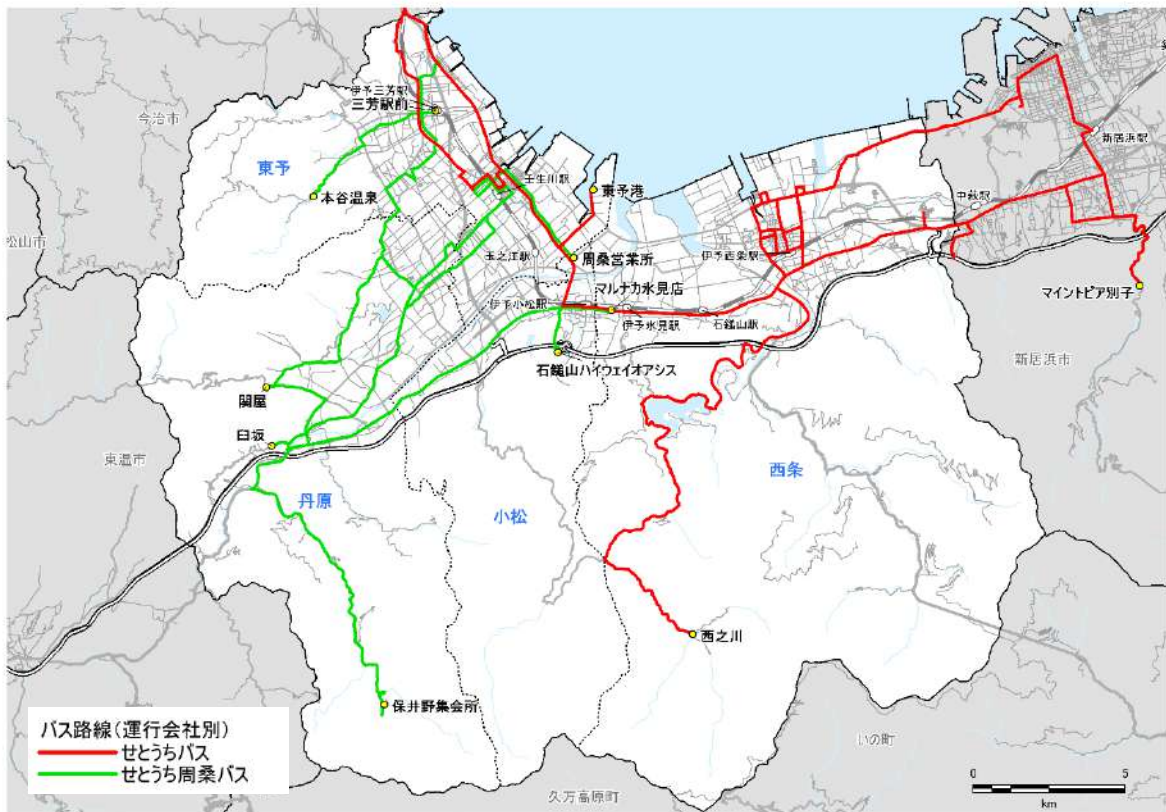 伊予三芳駅
三芳駅前
今治市
新居浜駅
東予
壬生川駅
東予港
中萩駅
本谷温泉
松山市
玉之江駅
周桑営業所
伊予西条駅
マルナカ氷見店
マイントピア別子
伊予小松駅
伊予氷見駅
石鎚山駅
石鎚山ハイウェイオアシス
新居浜市
関屋
臼坂
東温市
西条
丹原
小松
西之川
保井野集会所
バス路線(運行会社別)
せとうちバス
せとうち周桑バス
いの町
久万高原町
0 5
km